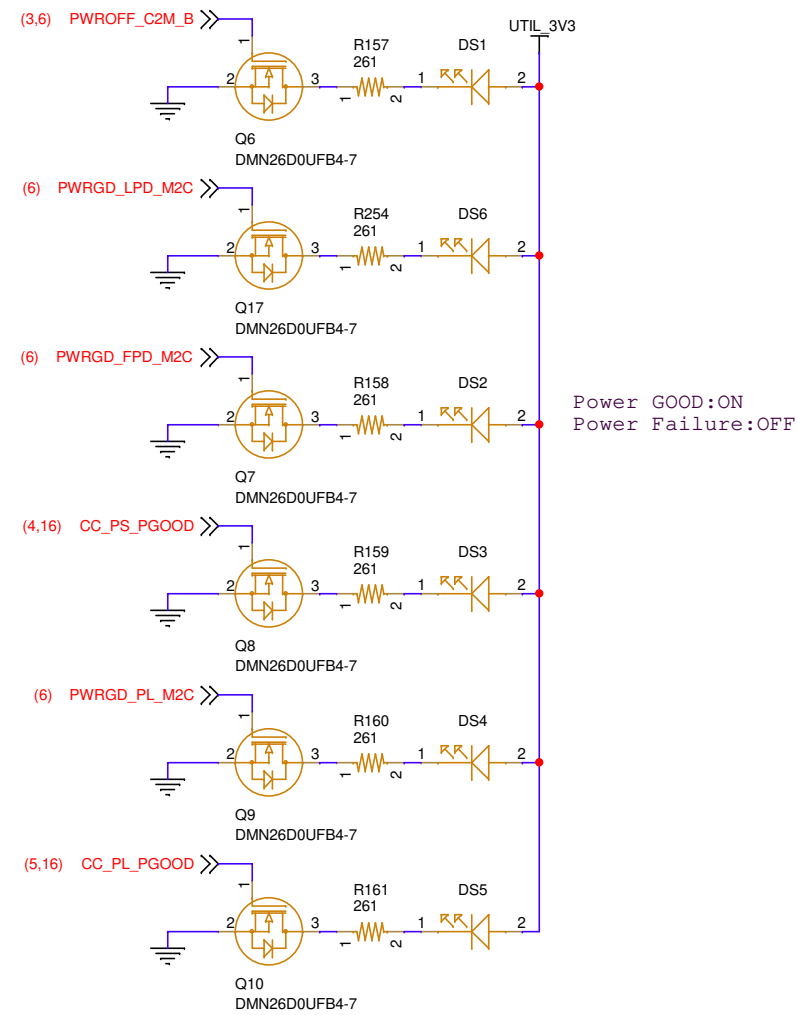 (3,6) PWROFF_C2M_B
UTIL_3V3
R157
261
DS1
1
2
3
1
2
1
2
Q6
DMN26D0UFB4-7
(6) PWRGD_LPD_M2C
R254
261
DS6
1
2
3
1
2
1
2
Q17
DMN26D0UFB4-7
(6) PWRGD_FPD_M2C
R158
261
DS2
1
2
3
1
2
1
2
Power GOOD:ON
Power Failure:OFF
Q7
DMN26D0UFB4-7
(4,16) CC_PS_PGOOD
R159
261
DS3
1
2
3
1
2
1
2
Q8
DMN26D0UFB4-7
(6) PWRGD_PL_M2C
R160
261
DS4
1
2
3
1
2
1
2
Q9
DMN26D0UFB4-7
(5,16) CC_PL_PGOOD
R161
261
DS5
1
2
3
1
2
1
2
Q10
DMN26D0UFB4-7